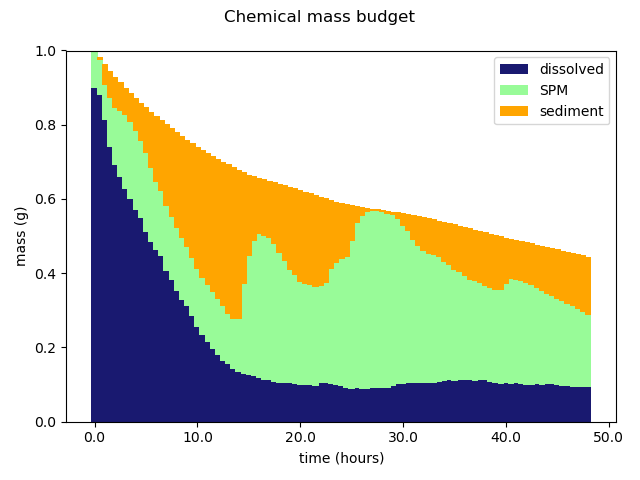 Chemical mass budget
1.0
0.8
0.6
0.4
0.2
0.0
mass (g)
dissolved
SPM
sediment
0.0 10.0 20.0 30.0 40.0 50.0
time (hours)